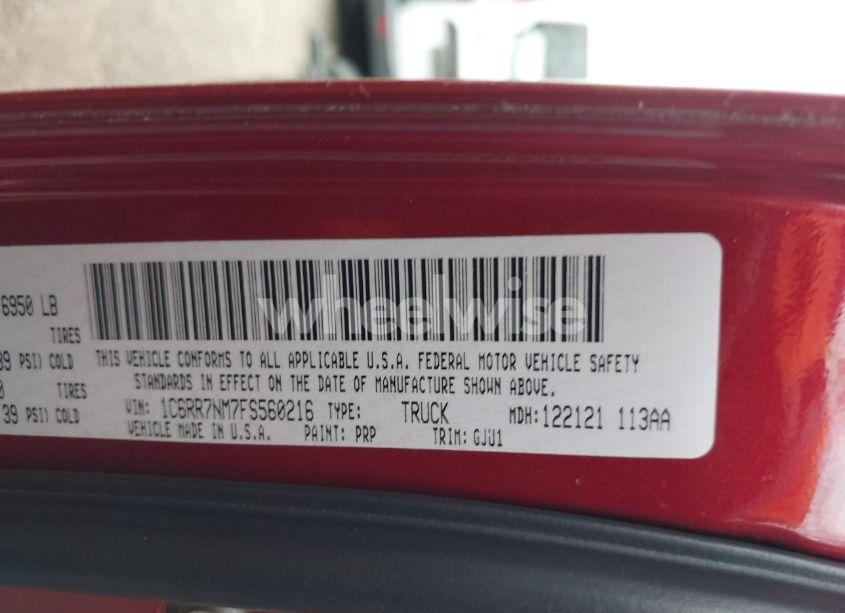 6950 LB
TIRES
39 PSI) COLD
THIS VEHICLE CONFORMS TO ALL APPLICABLE U.S.A. FEDERAL MOTOR VEHICLE SAFETY
0 TIRES
STANDARDS IN EFFECT ON THE DATE OF MANUFACTURE SHOWN ABOVE.
39 PSI) COLD
VIN: 1C6RR7NM7FS560216 TYPE: TRUCK MDH:122121 113AA
VEHICLE MADE IN U.S.A. PAINT: PRP TRIM: GJU1
wheelwise